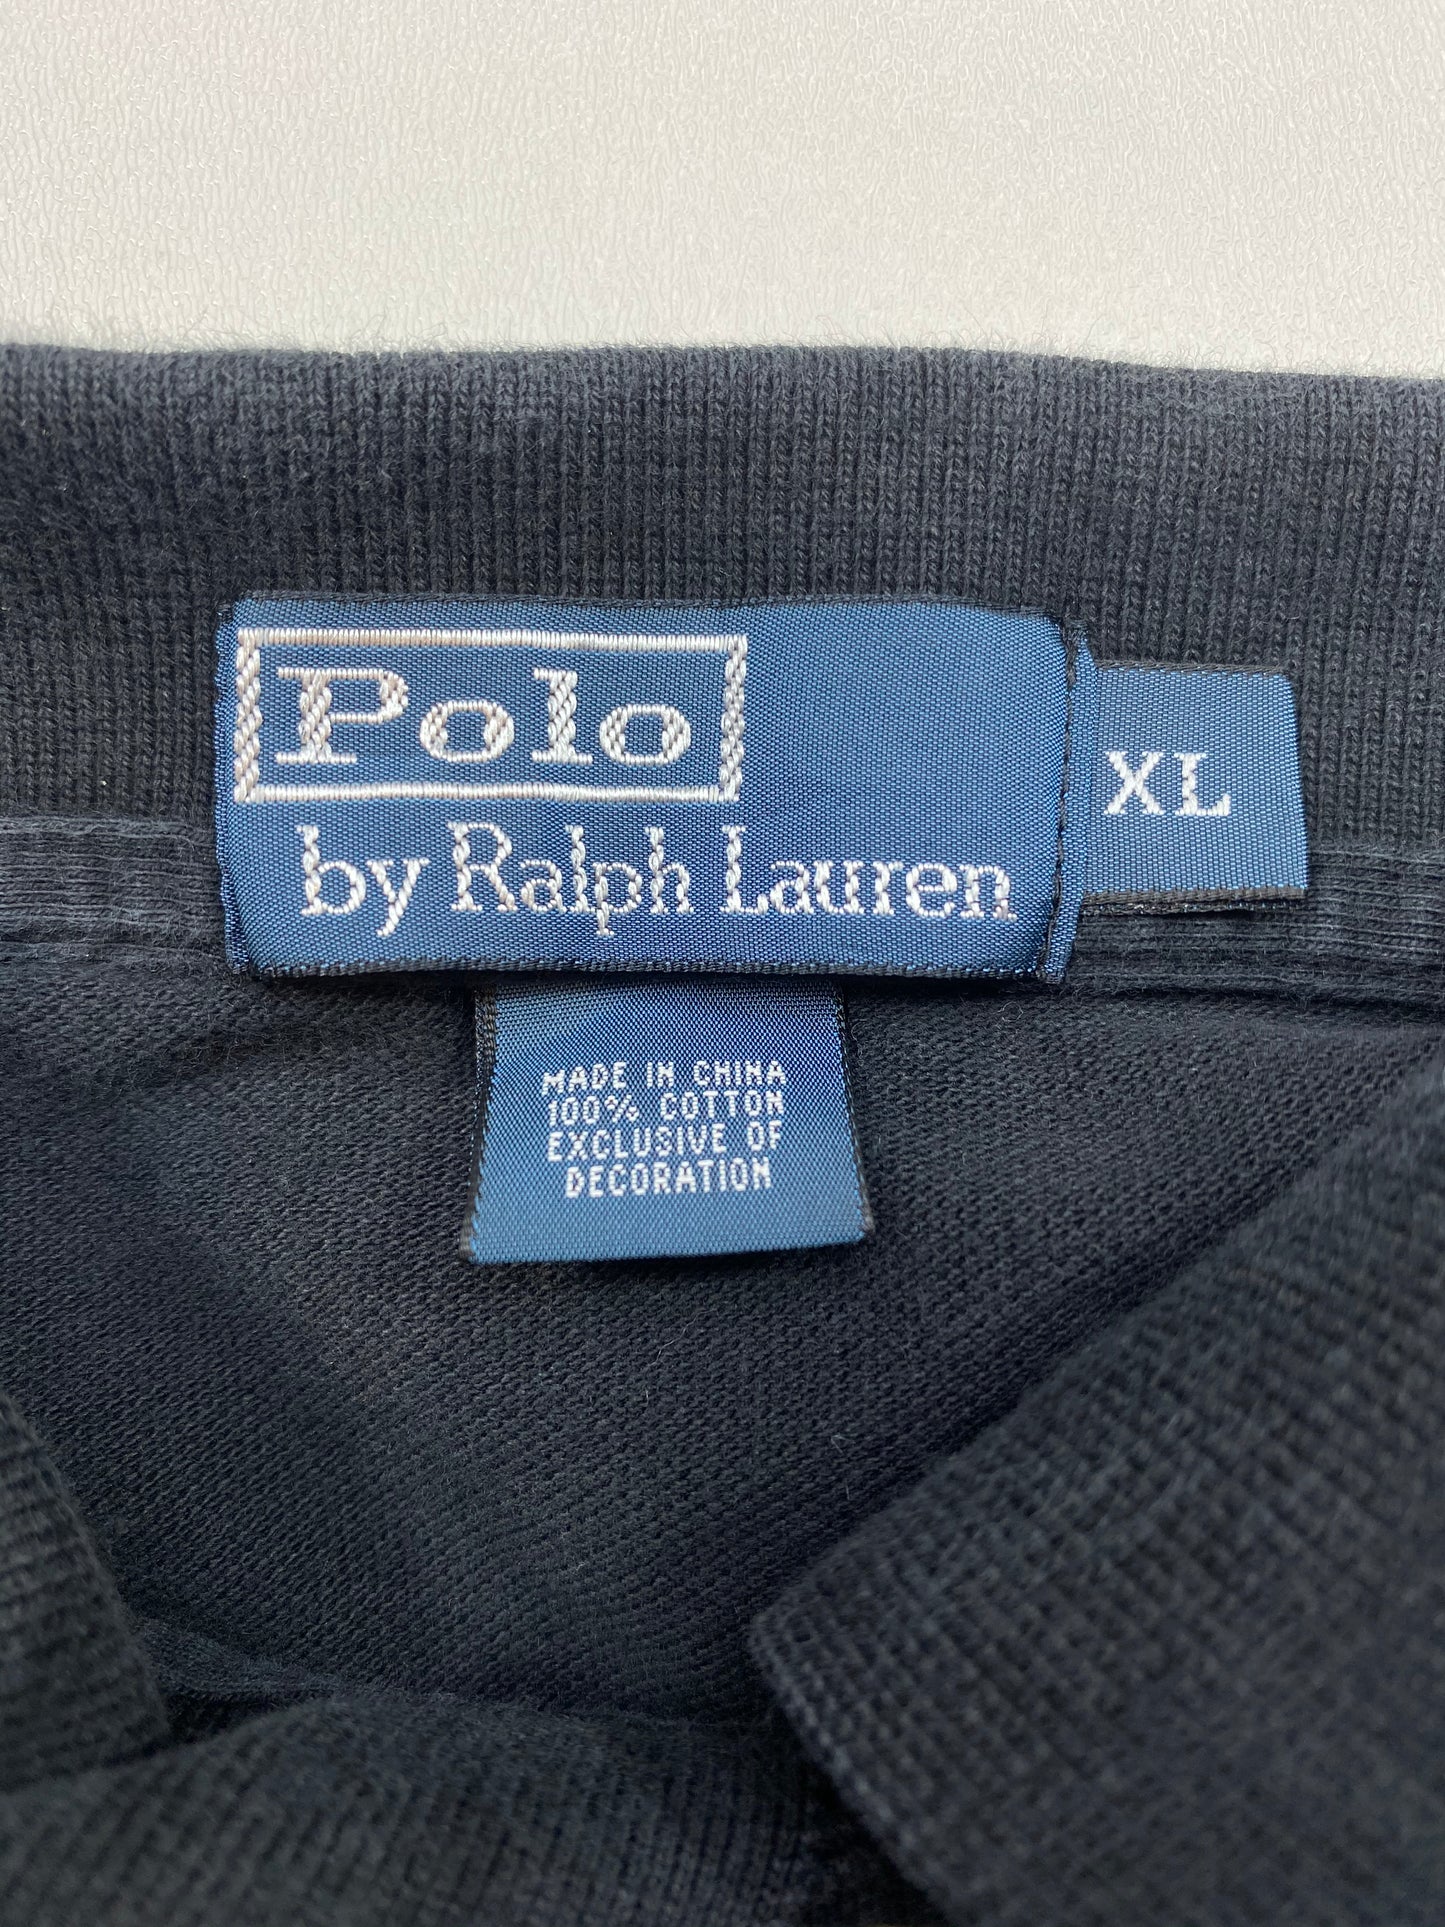 Polo
by Ralph Lauren
XL
MADE IN CHINA
100% COTTON
EXCLUSIVE OF
DECORATION